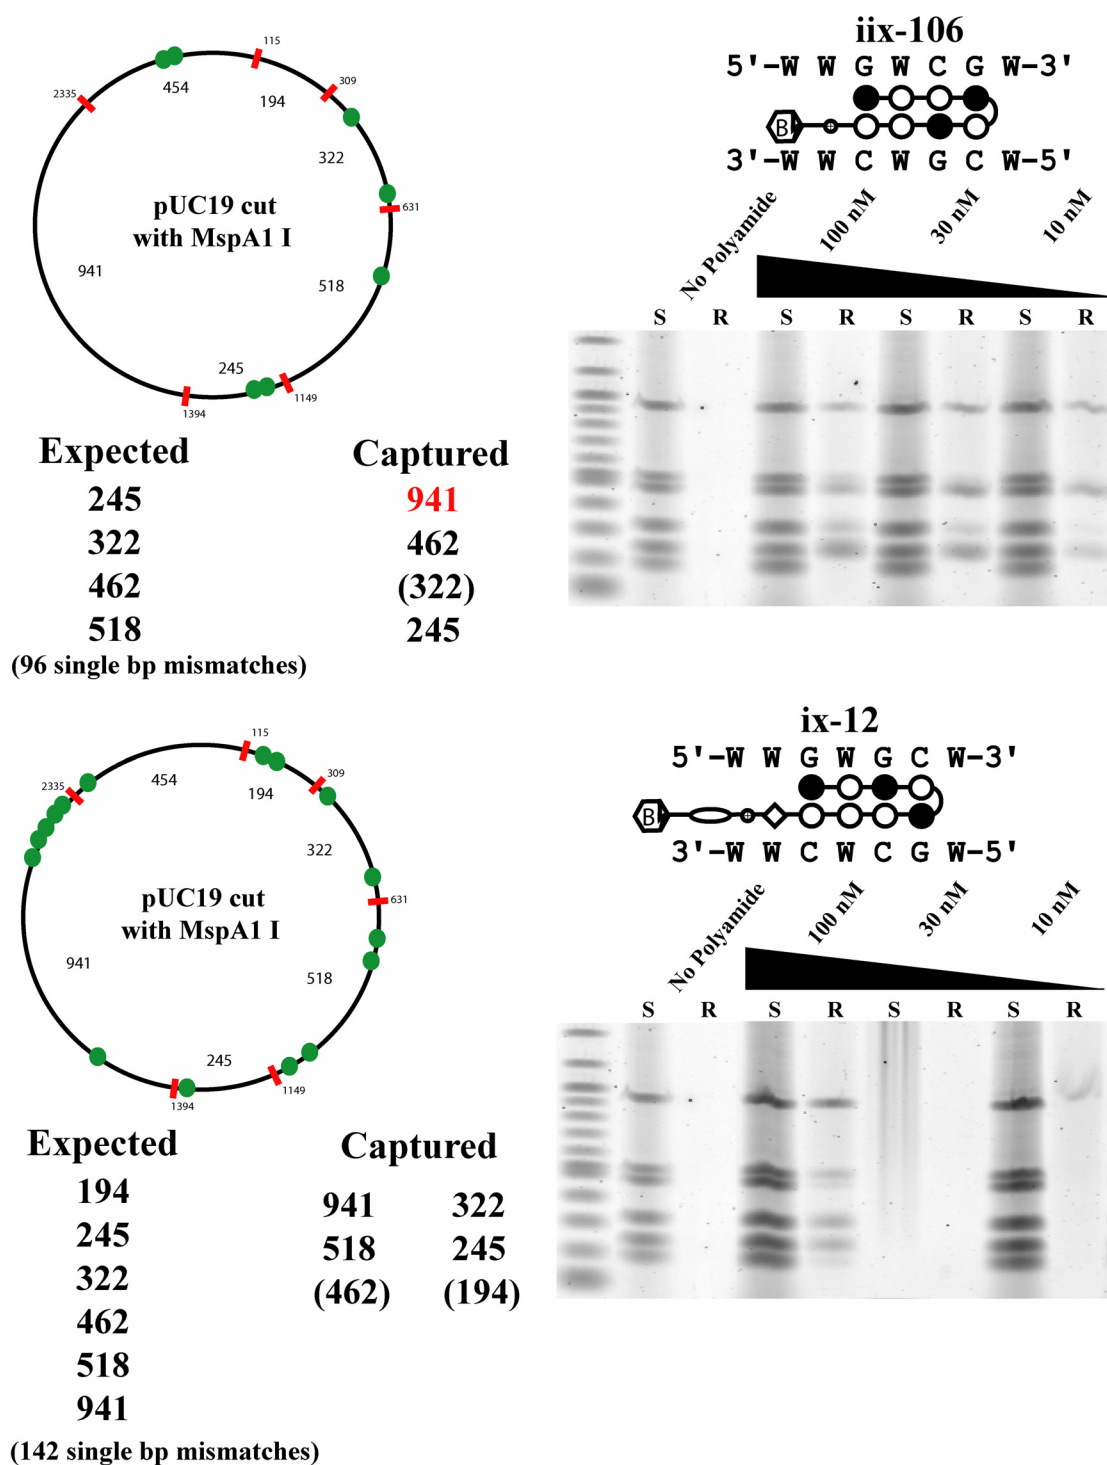 iix-106
5'-W W G W C G W-3'
B
3'-W W C W G C W-5'
115
309
2335
454
194
322
pUC19 cut
with MspA1 I
631
941
518
245
1149
1394
No Polyamide
100 nM
30 nM
10 nM
S R S R S R S R
Expected
245
322
462
518
(96 single bp mismatches)
Captured
941
462
(322)
245
ix-12
5'-W W G W G C W-3'
B
3'-W W C W C G W-5'
115
309
2335
454
194
322
pUC19 cut
with MspA1 I
631
941
518
245
1149
1394
No Polyamide
100 nM
30 nM
10 nM
S R S R S R S R
Expected
194
245
322
462
518
941
(142 single bp mismatches)
Captured
941 322
518 245
(462) (194)